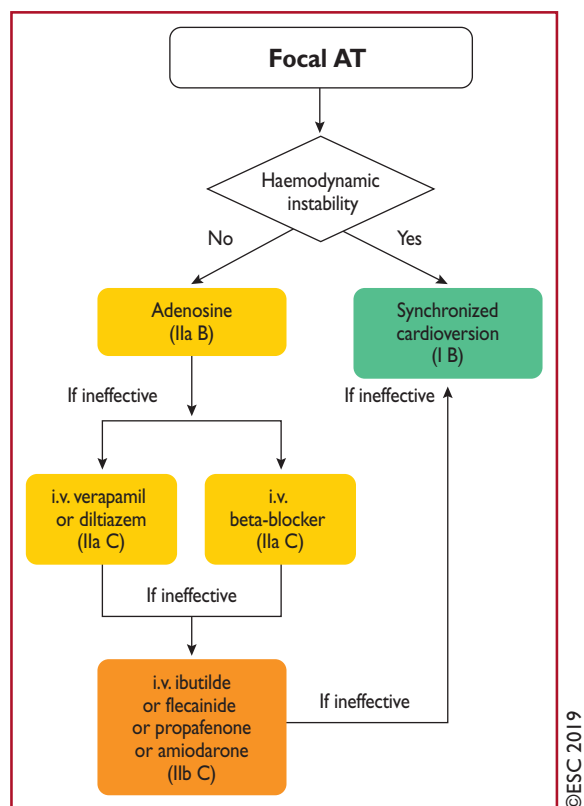 Focal AT
Haemodynamic
instability
No
Yes
Adenosine
(IIa B)
Synchronized
cardioversion
(I B)
If ineffective
If ineffective
i.v. verapamil
or diltiazem
(IIa C)
i.v.
beta-blocker
(IIa C)
If ineffective
i.v. ibutilde
or flecainide
or propafenone
or amiodarone
(IIb C)
If ineffective
©ESC 2019